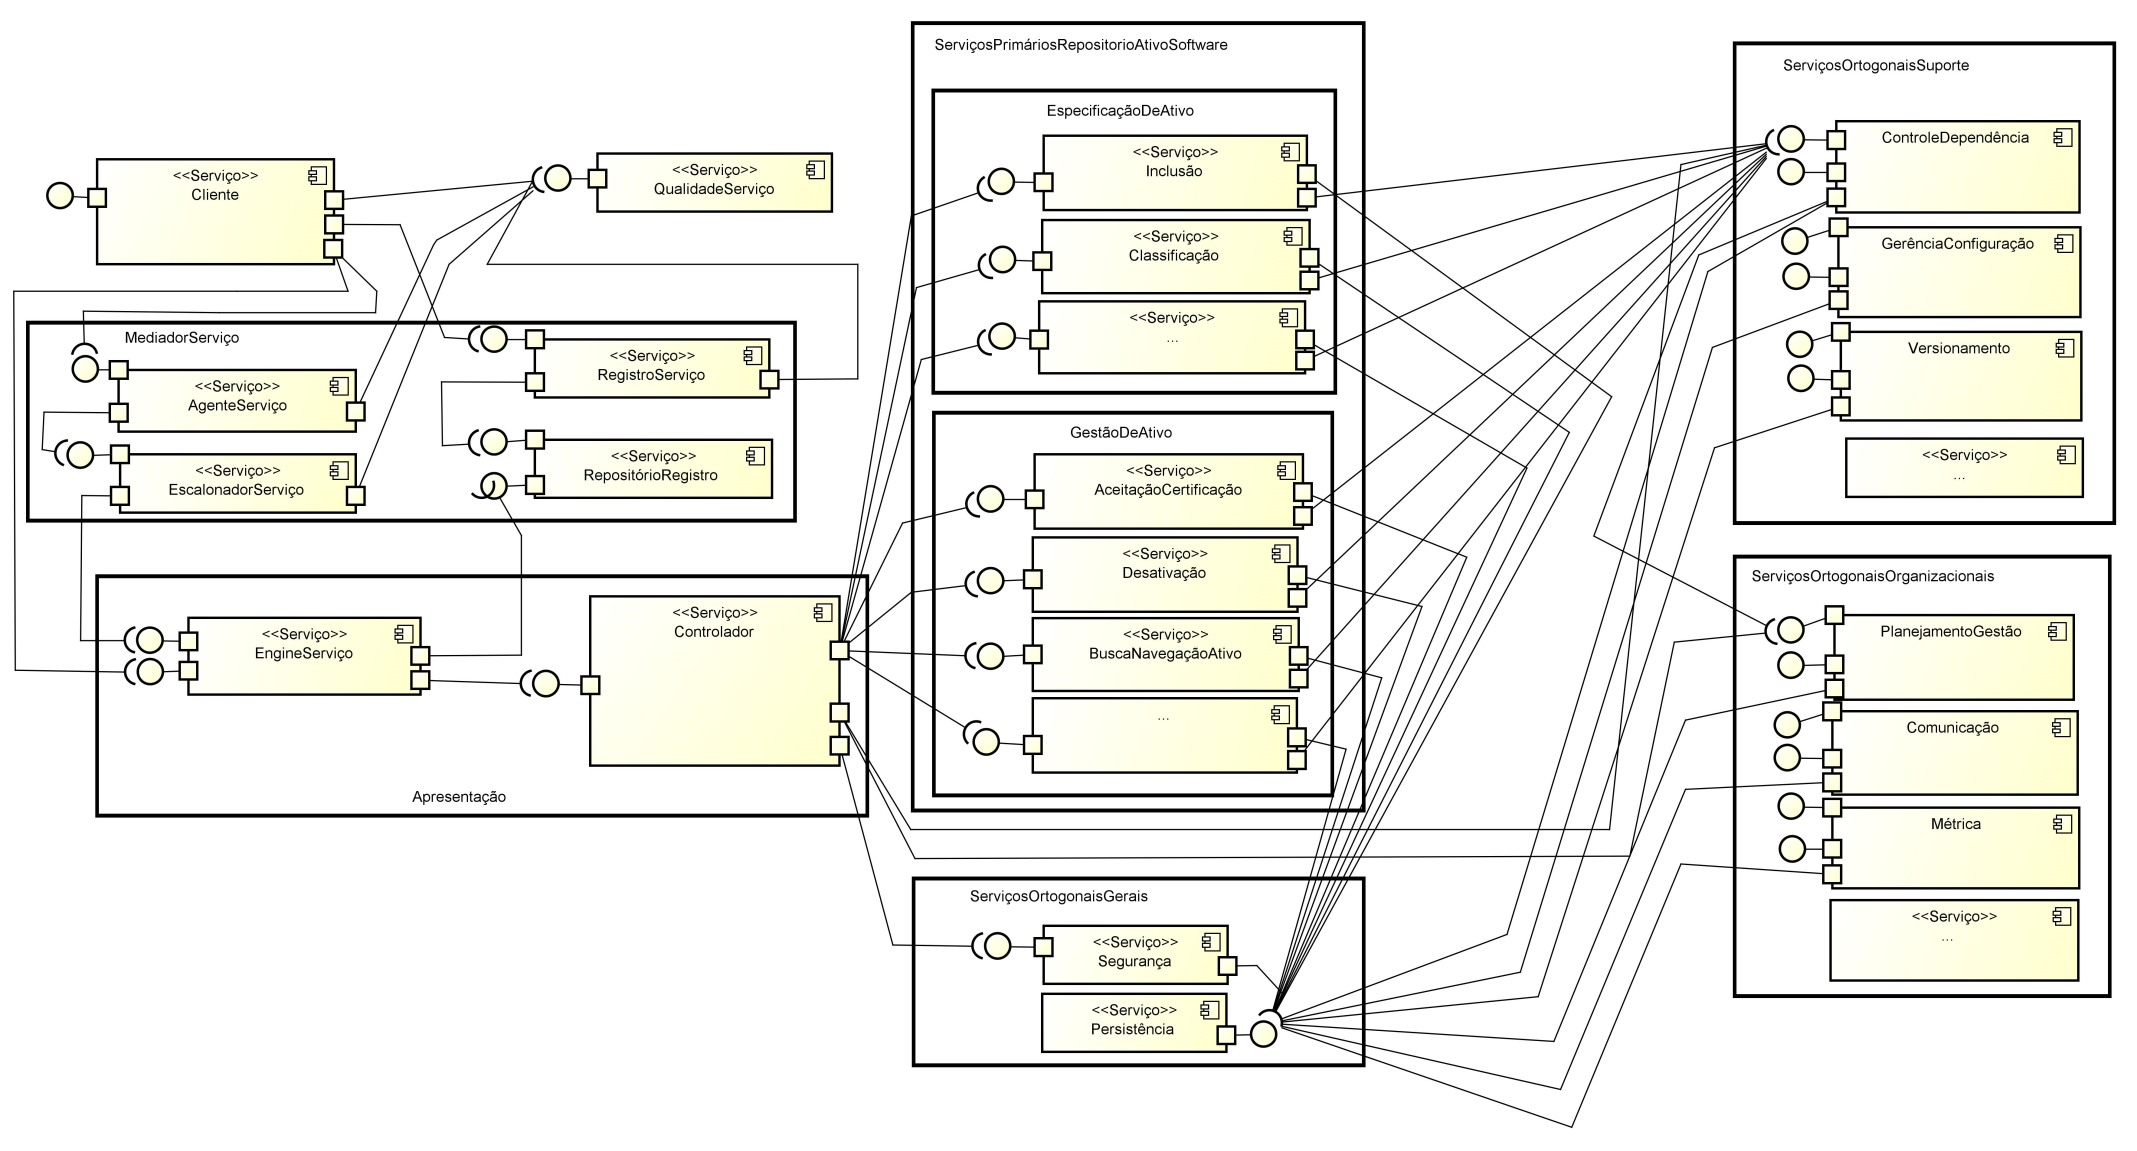 <<Serviço>>
Cliente
<<Serviço>>
QualidadeServiço
MediadorServiço
<<Serviço>>
AgenteServiço
<<Serviço>>
EscalonadorServiço
<<Serviço>>
RegistroServiço
<<Serviço>>
RepositórioRegistro
<<Serviço>>
EngineServiço
<<Serviço>>
Controlador
Apresentação
ServiçosPrimáriosRepositorioAtivoSoftware
EspecificaçãoDeAtivo
<<Serviço>>
Inclusão
<<Serviço>>
Classificação
<<Serviço>>
...
GestãoDeAtivo
<<Serviço>>
AceitaçãoCertificação
<<Serviço>>
Desativação
<<Serviço>>
BuscaNavegaçãoAtivo
...
ServiçosOrtogonaisGerais
<<Serviço>>
Segurança
<<Serviço>>
Persistência
ServiçosOrtogonaisSuporte
ControleDependência
GerênciaConfiguração
Versionamento
<<Serviço>>
...
ServiçosOrtogonaisOrganizacionais
PlanejamentoGestão
Comunicação
Métrica
<<Serviço>>
...